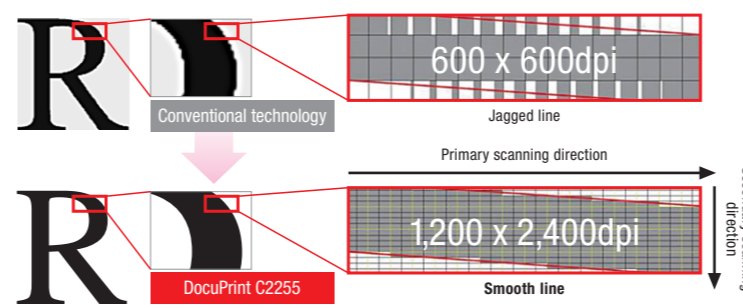 R
600 x 600dpi
Conventional technology
Jagged line
Primary scanning direction
R
1,200 x 2,400dpi
direction
DocuPrint C2255
Smooth line